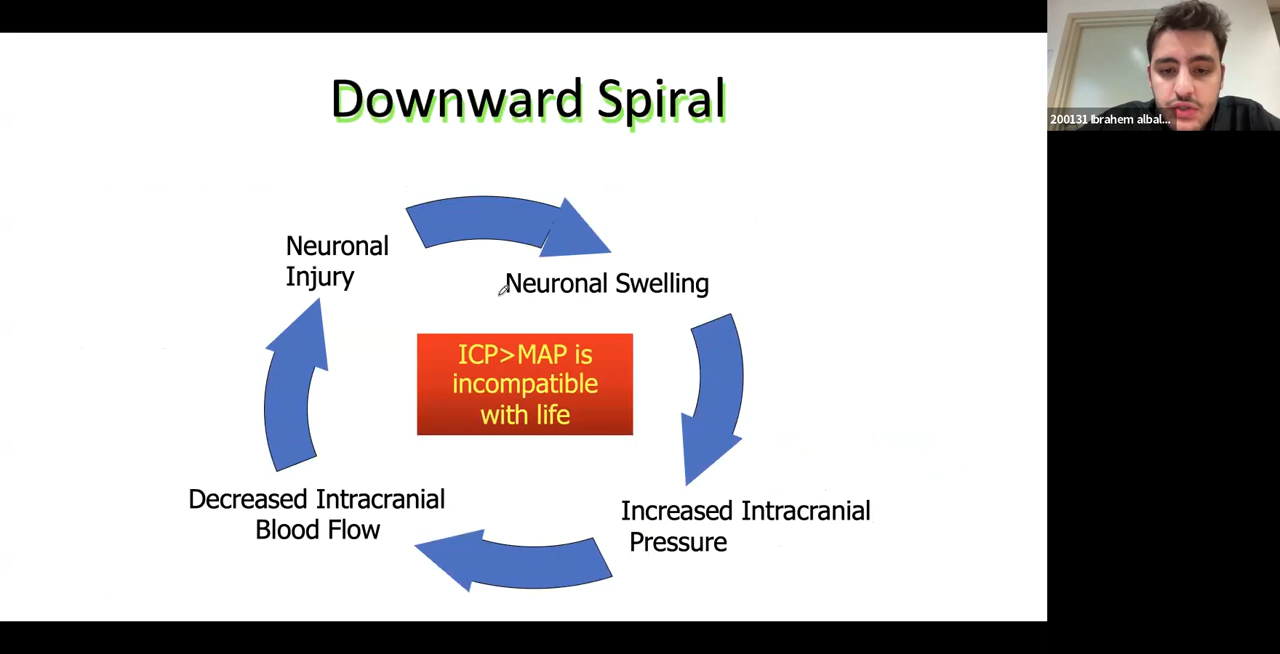 Downward Spiral
200131 Ibrahem albal...
Neuronal
Injury
Neuronal Swelling
ICP>MAP is
incompatible
with life
Decreased Intracranial
Blood Flow
Increased Intracranial
Pressure